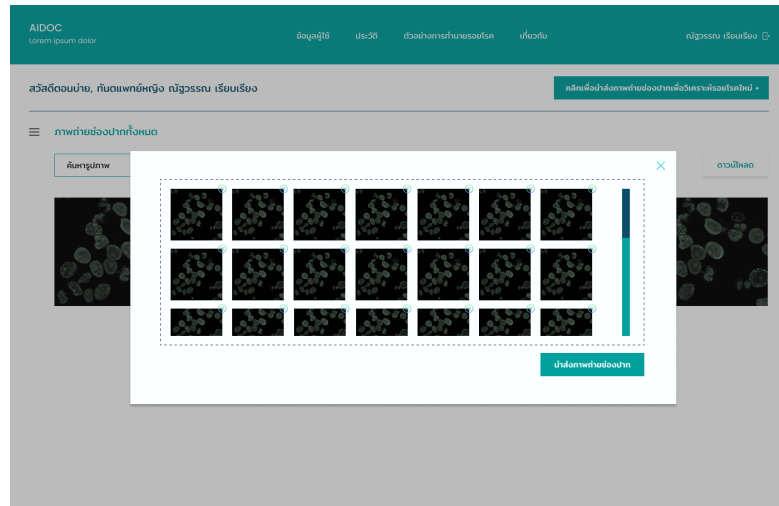 AIDOC
Lorem ipsum dolor
ข้อมูลผู้ใช้ ประวัติ ตัวอย่างการทำนายรอยโรค เกี่ยวกับ
ณัฐวรรณ เรียบเรียง
สวัสดีตอนบ่าย, ทันตแพทย์หญิง ณัฐวรรณ เรียบเรียง
คลิกเพื่อนำส่งภาพถ่ายช่องปากเพื่อวิเคราะห์รอยโรคใหม่ +
ภาพถ่ายช่องปากทั้งหมด
ค้นหารูปภาพ
ดาวน์โหลด
นำส่งภาพถ่ายช่องปาก